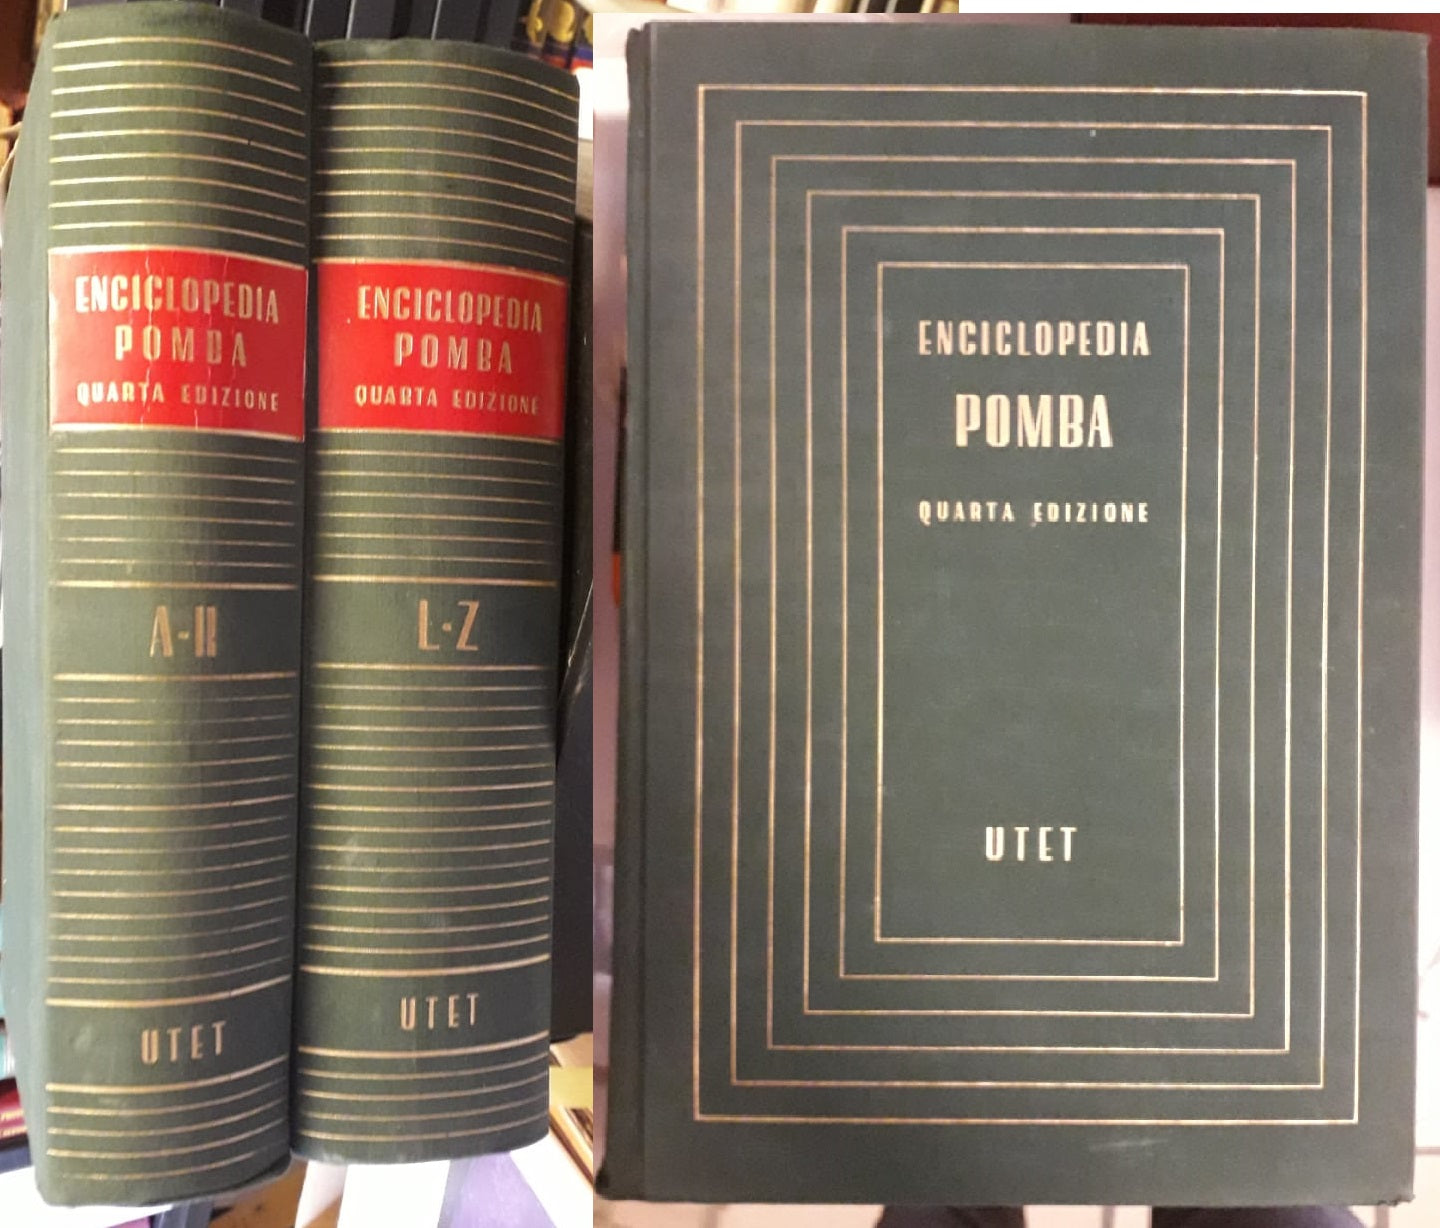 ENCICLOPEDIA
POMBA
QUARTA EDIZIONE
A-K
UTET
ENCICLOPEDIA
POMBA
QUARTA EDIZIONE
L-Z
UTET
ENCICLOPEDIA
POMBA
QUARTA EDIZIONE
UTET